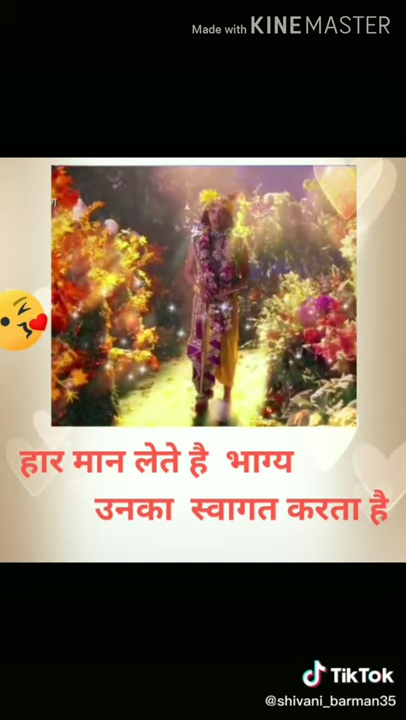 Made with KINEMASTER
हार मान लेते है भाग्य
उनका स्वागत करता है
TikTok
@shivani_barman35